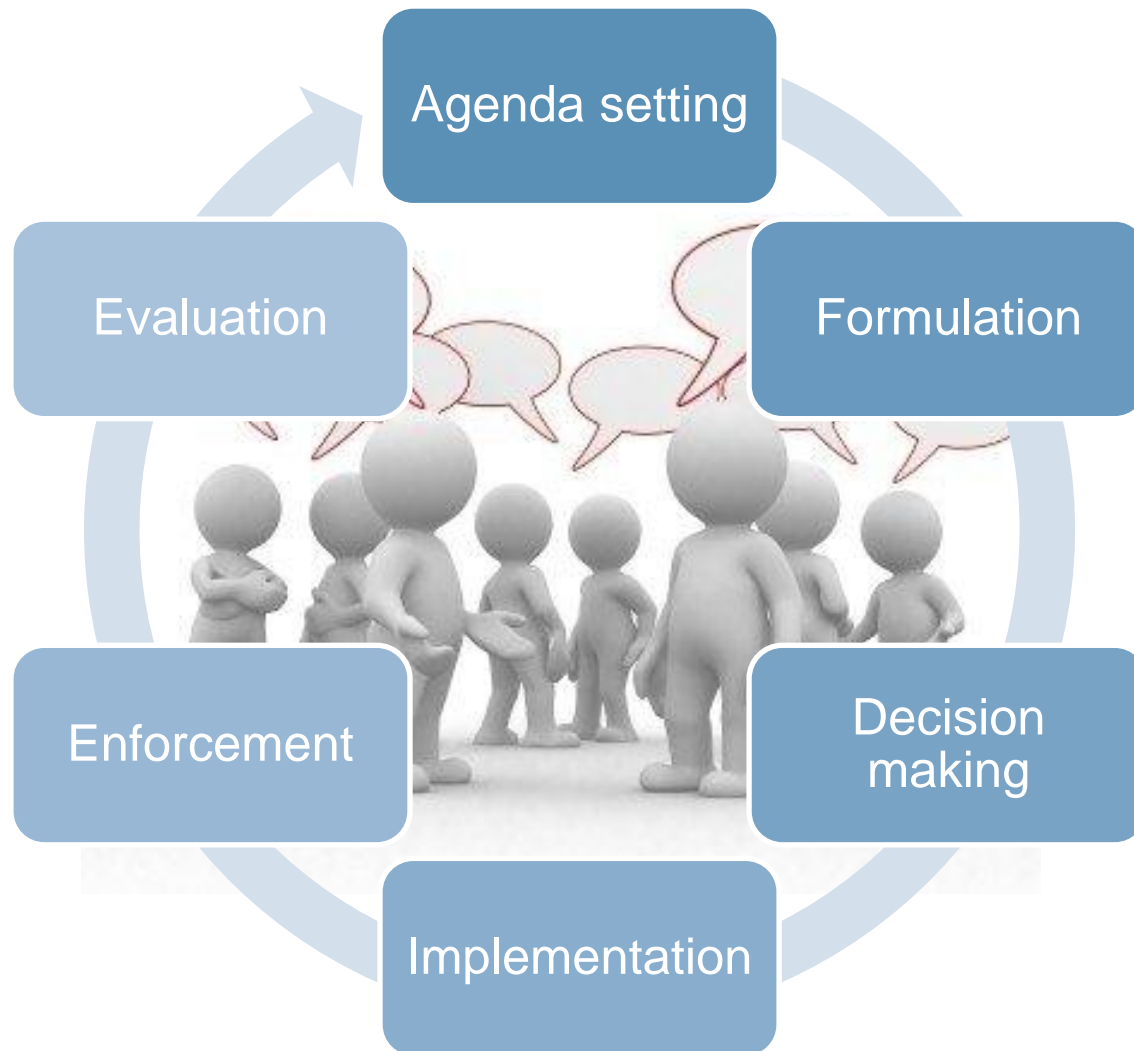 Agenda setting
Formulation
Decision
making
Implementation
Enforcement
Evaluation